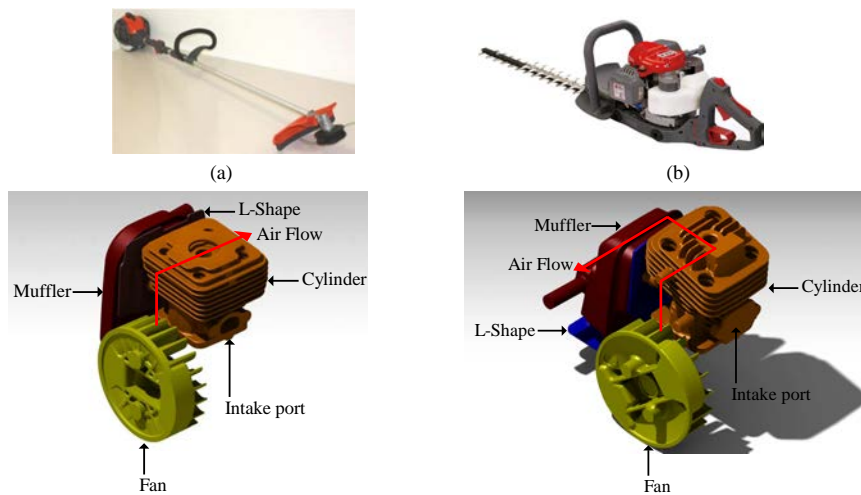 (a)
(b)
L-Shape
Air Flow
Cylinder
Muffler
Intake port
Fan
Muffler
Air Flow
Cylinder
L-Shape
Intake port
Fan